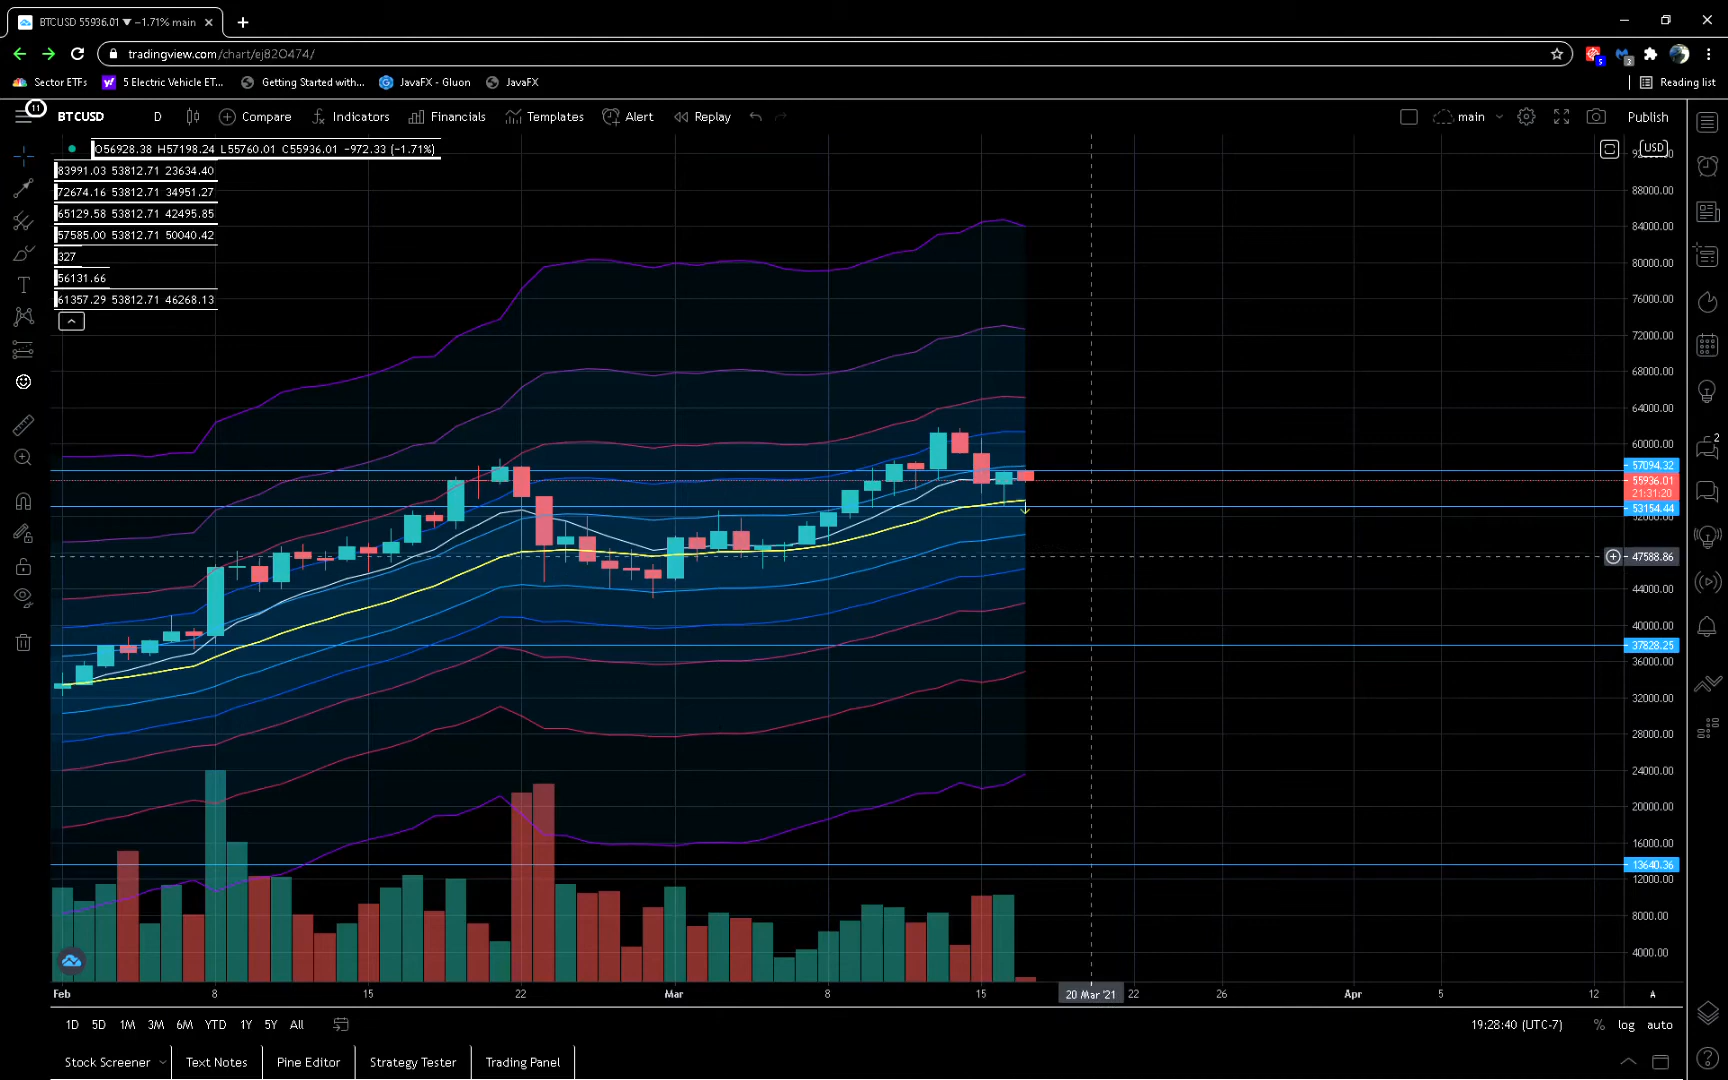 BTCUSD 55936.01 ▼ −1.71% main
tradingview.com/chart/ej82O474/
5
3
Sector ETFs
5 Electric Vehicle ET...
Getting Started with...
JavaFX - Gluon
JavaFX
Reading list
11
BTCUSD
D
Compare
Indicators
Financials
Templates
Alert
Replay
main
Publish
O56928.38 H57198.24 L55760.01 C55936.01 −972.33 (−1.71%)
83991.03 53812.71 23634.40
72674.16 53812.71 34951.27
65129.58 53812.71 42495.85
57585.00 53812.71 50040.42
327
56131.66
61357.29 53812.71 46268.13
USD
88000.00
84000.00
80000.00
76000.00
72000.00
68000.00
64000.00
60000.00
57094.32
55936.01
21:31:20
53154.44
52000.00
47588.86
44000.00
40000.00
37828.25
36000.00
32000.00
28000.00
24000.00
20000.00
16000.00
13640.36
12000.00
8000.00
4000.00
2
Feb
8
15
22
Mar
8
15
20 Mar '21
22
26
Apr
5
12
A
1D
5D
1M
3M
6M
YTD
1Y
5Y
All
19:28:40 (UTC-7)
%
log
auto
Stock Screener
Text Notes
Pine Editor
Strategy Tester
Trading Panel